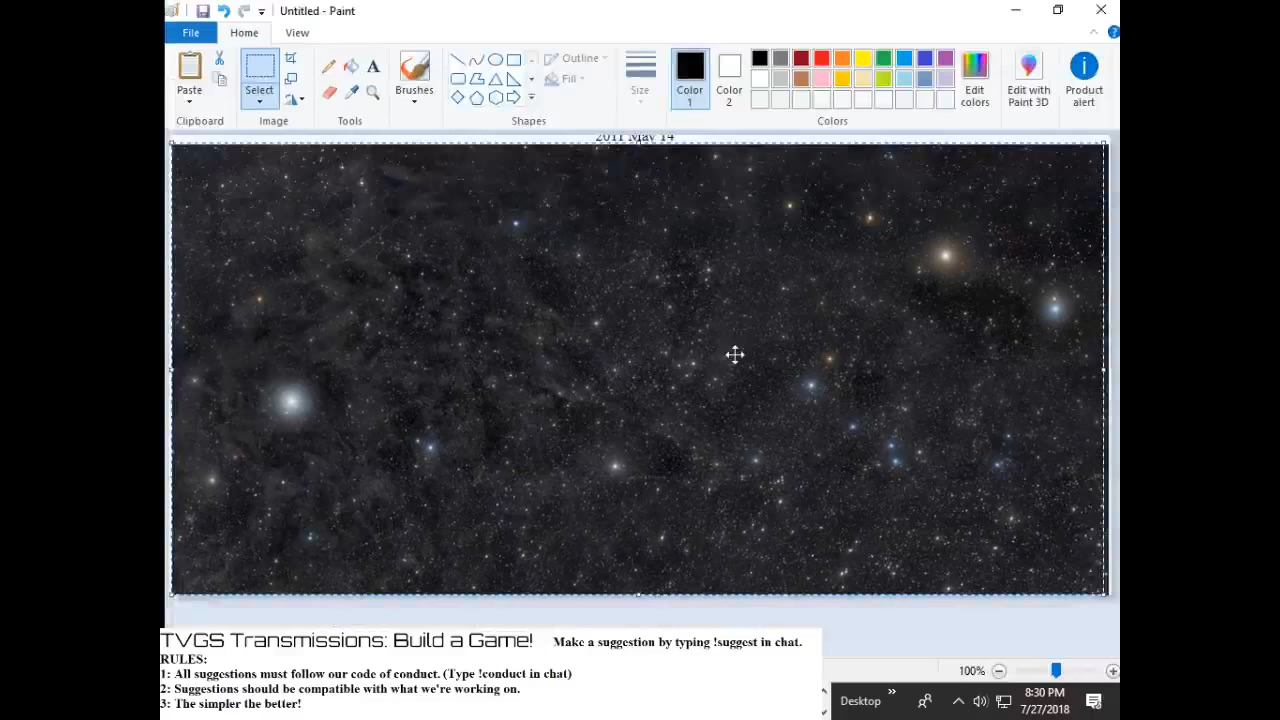 Untitled - Paint
File
Home
View
Paste
Clipboard
Select
Image
Tools
Brushes
Outline
Fill
Shapes
Size
Color 1
Color 2
Edit colors
Colors
Edit with Paint 3D
Product alert
2011 May 14
TVGS Transmissions: Build a Game!
Make a suggestion by typing !suggest in chat.
RULES:
1: All suggestions must follow our code of conduct. (Type !conduct in chat)
2: Suggestions should be compatible with what we're working on.
3: The simpler the better!
100%
Desktop
8:30 PM
7/27/2018